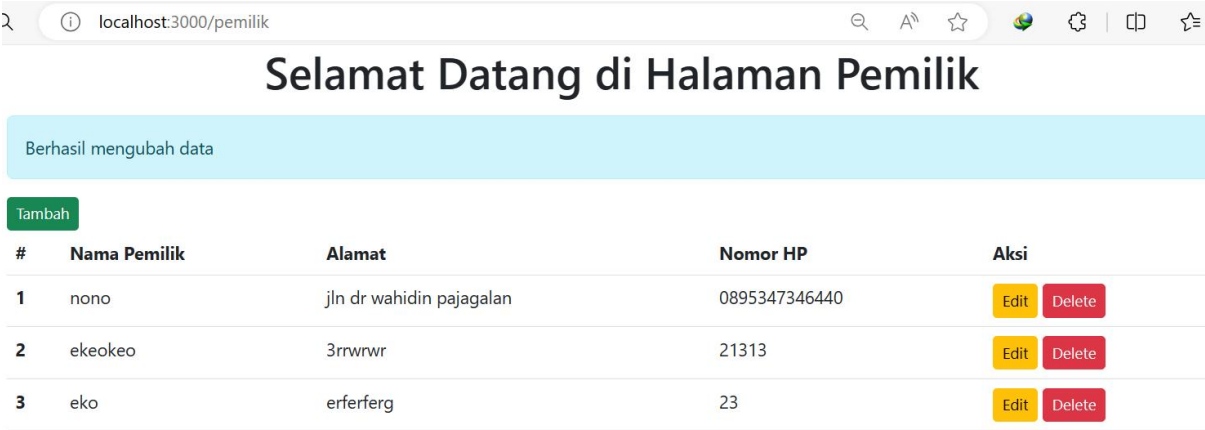 localhost:3000/pemilik
Selamat Datang di Halaman Pemilik
Berhasil mengubah data
Tambah
# Nama Pemilik Alamat Nomor HP Aksi
1 nono jln dr wahidin pajagalan 0895347346440 Edit Delete
2 ekeokeo 3rrwrwr 21313 Edit Delete
3 eko erferferg 23 Edit Delete